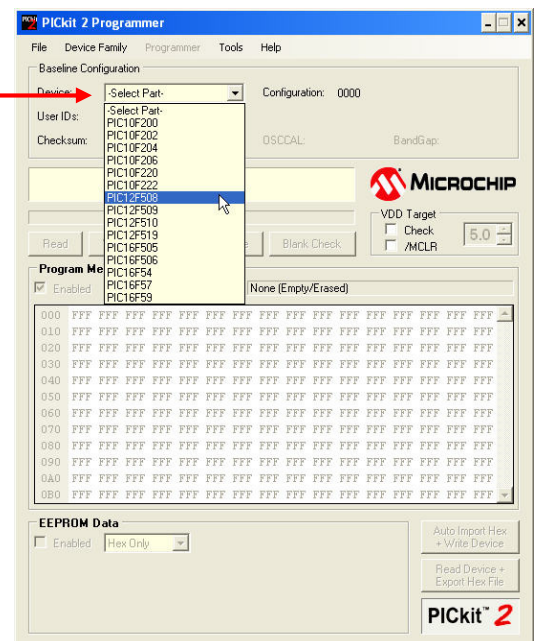 PICkit 2 Programmer
File Device Family Programmer Tools Help
Baseline Configuration
Device: -Select Part- Configuration: 0000
-Select Part-
PIC10F200
User IDs:
PIC10F202
PIC10F204
Checksum: OSCCAL: BandGap:
PIC10F206
PIC10F220
PIC10F222
PIC12F508
PIC12F509
PIC12F510
PIC12F519
PIC16F505
PIC16F506
PIC16F54
PIC16F57
PIC16F59
MICROCHIP
VDD Target
Check
/MCLR
5.0
Read Blank Check
Program Me
Enabled None (Empty/Erased)
000 FFF FFF FFF FFF FFF FFF FFF FFF FFF FFF FFF FFF FFF FFF FFF FFF
010 FFF FFF FFF FFF FFF FFF FFF FFF FFF FFF FFF FFF FFF FFF FFF FFF
020 FFF FFF FFF FFF FFF FFF FFF FFF FFF FFF FFF FFF FFF FFF FFF FFF
030 FFF FFF FFF FFF FFF FFF FFF FFF FFF FFF FFF FFF FFF FFF FFF FFF
040 FFF FFF FFF FFF FFF FFF FFF FFF FFF FFF FFF FFF FFF FFF FFF FFF
050 FFF FFF FFF FFF FFF FFF FFF FFF FFF FFF FFF FFF FFF FFF FFF FFF
060 FFF FFF FFF FFF FFF FFF FFF FFF FFF FFF FFF FFF FFF FFF FFF FFF
070 FFF FFF FFF FFF FFF FFF FFF FFF FFF FFF FFF FFF FFF FFF FFF FFF
080 FFF FFF FFF FFF FFF FFF FFF FFF FFF FFF FFF FFF FFF FFF FFF FFF
090 FFF FFF FFF FFF FFF FFF FFF FFF FFF FFF FFF FFF FFF FFF FFF FFF
0A0 FFF FFF FFF FFF FFF FFF FFF FFF FFF FFF FFF FFF FFF FFF FFF FFF
0B0 FFF FFF FFF FFF FFF FFF FFF FFF FFF FFF FFF FFF FFF FFF FFF FFF
EEPROM Data
Enabled Hex Only
Auto Import Hex
+ Write Device
Read Device +
Export Hex File
PICkit™ 2